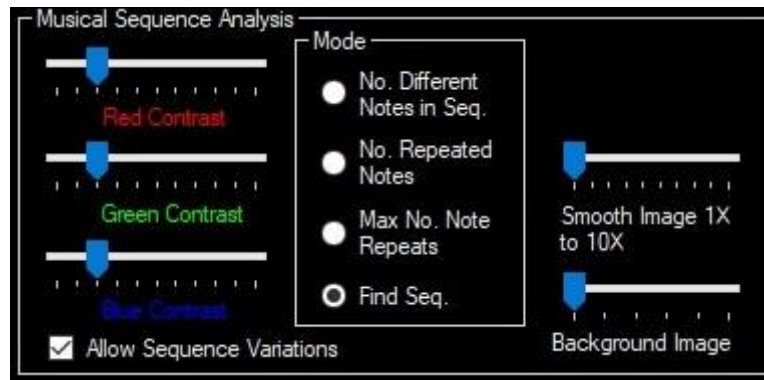 Musical Sequence Analysis
Red Contrast
Green Contrast
Blue Contrast
Allow Sequence Variations
Mode
No. Different
Notes in Seq.
No. Repeated
Notes
Max No. Note
Repeats
Find Seq.
Smooth Image 1X
to 10X
Background Image